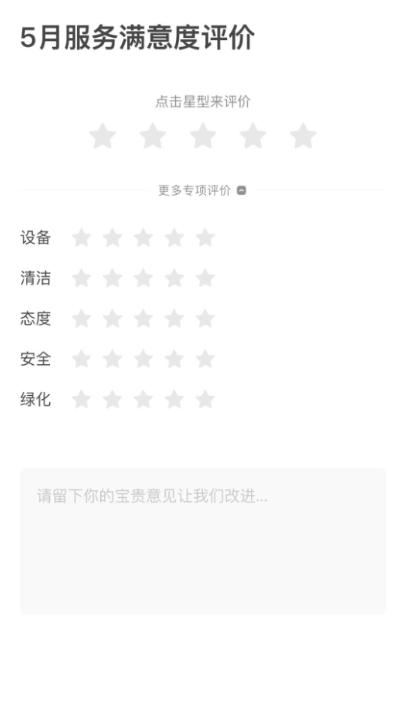 5月服务满意度评价
点击星型来评价
更多专项评价
设备
清洁
态度
安全
绿化
请留下你的宝贵意见让我们改进...